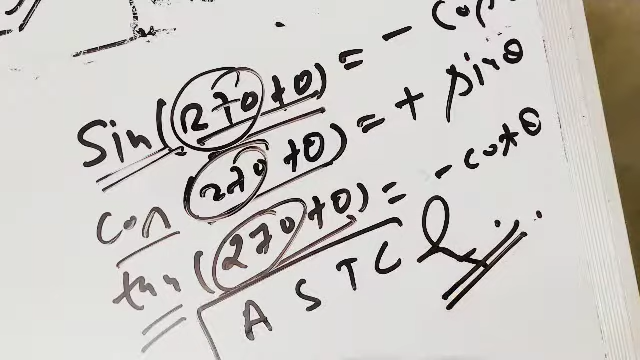 Sin(270+θ) = - cos
cos(270+θ) = + sinθ
tan(270+θ) = - cotθ
A S T C